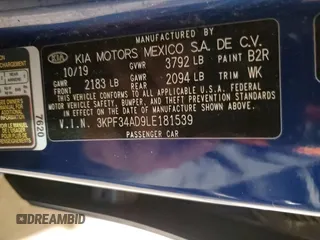 MANUFACTURED BY
KIA KIA MOTORS MEXICO S.A. DE C.V.
10/19 GVWR 3792 LB PAINT B2R
GAWR FRONT 2183 LB GAWR REAR 2094 LB TRIM WK
THIS VEHICLE CONFORMS TO ALL APPLICABLE FEDERAL
MOTOR VEHICLE SAFETY, BUMPER, AND THEFT PREVENTION
STANDARDS IN EFFECT ON THE DATE OF MANUFACTURE SHOWN ABOVE.
V.I.N. 3KPF34AD9LE181539
PASSENGER CAR
7620
DREAMBID